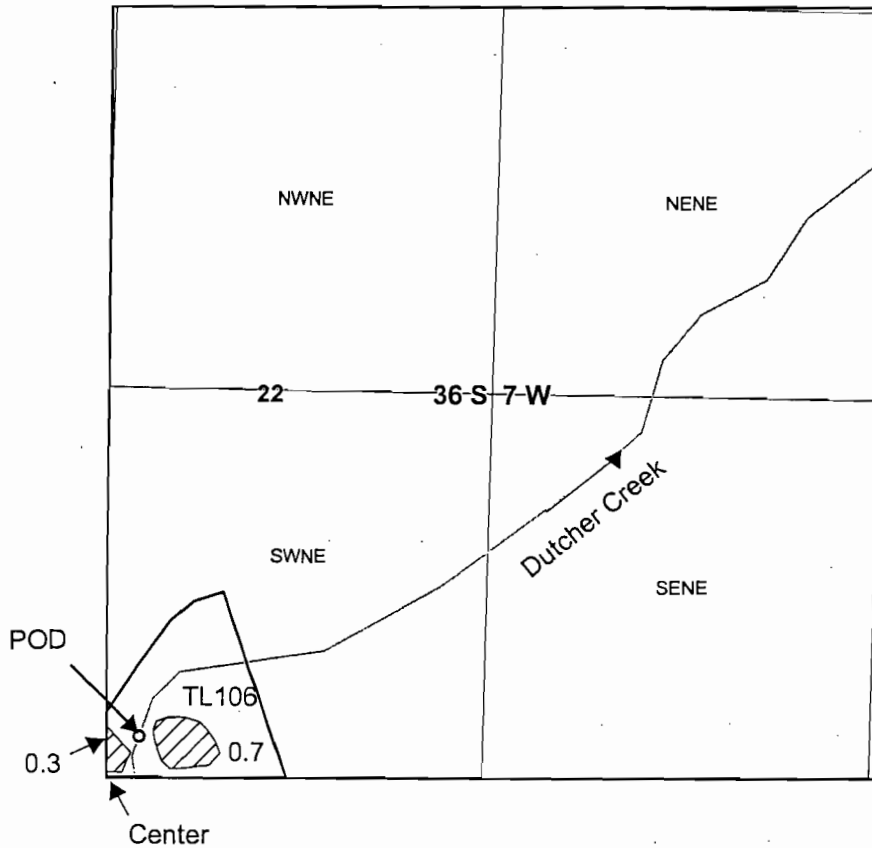 NWNE
NENE
22
36 S 7 W
Dutcher Creek
SWNE
SENE
POD
TL106
0.7
0.3
Center